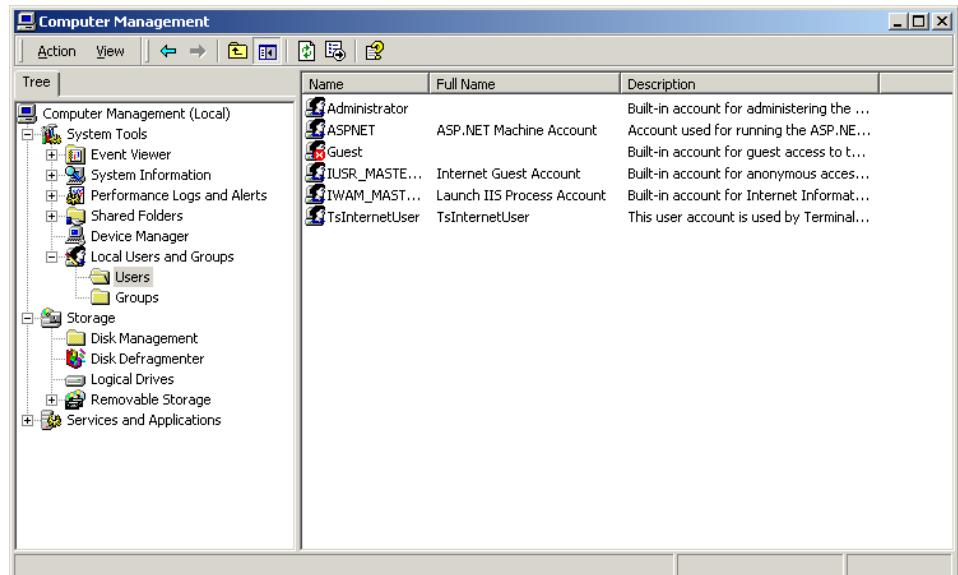 Computer Management
Action View
Tree
Computer Management (Local)
System Tools
Event Viewer
System Information
Performance Logs and Alerts
Shared Folders
Device Manager
Local Users and Groups
Users
Groups
Storage
Disk Management
Disk Defragmenter
Logical Drives
Removable Storage
Services and Applications
Name Full Name Description
Administrator Built-in account for administering the ...
ASPNET ASP.NET Machine Account Account used for running the ASP.NE...
Guest Built-in account for guest access to t...
IUSR_MASTE... Internet Guest Account Built-in account for anonymous acces...
IWAM_MAST... Launch IIS Process Account Built-in account for Internet Informat...
TsInternetUser TsInternetUser This user account is used by Terminal...